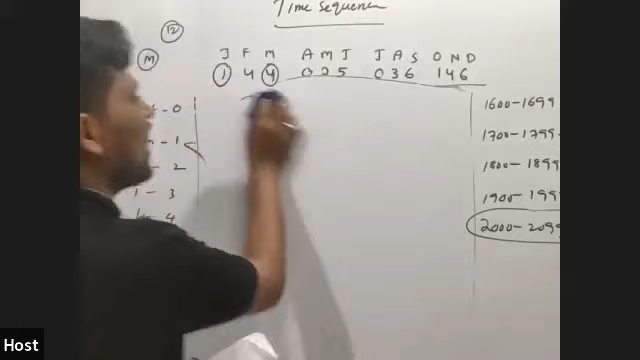 Time Sequence
12
J F M A M J J A S O N D
M
1 4 4 0 2 5 0 3 6 1 4 6
- 0
- 1
- 2
- 3
- 4
1600-1699
1700-1799
1800-1899
1900-199
2000-2099
Host